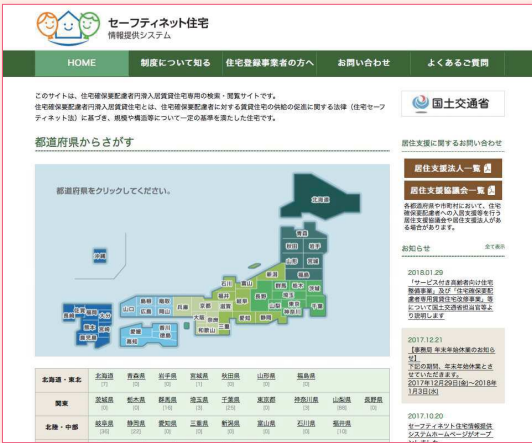 セーフティネット住宅
情報提供システム
HOME
制度について知る
住宅登録事業者の方へ
お問い合わせ
よくあるご質問
このサイトは、住宅確保要配慮者円滑入居賃貸住宅専用の検索・閲覧サイトです。
住宅確保要配慮者円滑入居賃貸住宅とは、住宅確保要配慮者に対する賃貸住宅の供給の促進に関する法律（住宅セーフ
ティネット法）に基づき、規模や構造等について一定の基準を満たした住宅です。
都道府県からさがす
都道府県をクリックしてください。
北海道
青森
秋田 岩手
山形 宮城
福島
新潟
石川 富山
群馬 栃木 茨城
福井
長野 埼玉
岐阜
山梨 東京 千葉
神奈川
愛知 静岡
滋賀
京都
兵庫
大阪 奈良 三重
和歌山
島根 鳥取
山口 広島 岡山
愛媛 香川
高知 徳島
長崎 佐賀 福岡 大分
熊本 宮崎
沖縄
北海道・東北 北海道 青森県 岩手県 宮城県 秋田県 山形県 福島県
[7] [0] [0] [1] [0] [0] [0]
関東 茨城県 栃木県 群馬県 埼玉県 千葉県 東京都 神奈川県 山梨県 長野県
北陸・中部 岐阜県 静岡県 愛知県 三重県 新潟県 富山県 石川県 福井県
国土交通省
居住支援に関するお問い合わせ
居住支援法人一覧
居住支援協議会一覧
各都道府県や市町村において、住宅
確保要配慮者への入居支援等を行う
居住支援協議会や居住支援法人があ
る場合があります。
お知らせ
全て表示
2018.01.29
「サービス付き高齢者向け住宅
整備事業」及び「住宅確保要配
慮者専用賃貸住宅改修事業」等
について国土交通省担当官等よ
り説明します
2017.12.21
【事務局 年末年始休業のお知ら
せ】
下記の期間、年末年始休業とさ
せていただきます。
2017年12月29日(金)～2018年
1月3日(水)
2017.10.20
セーフティネット住宅情報提供
システムホームページがオープ